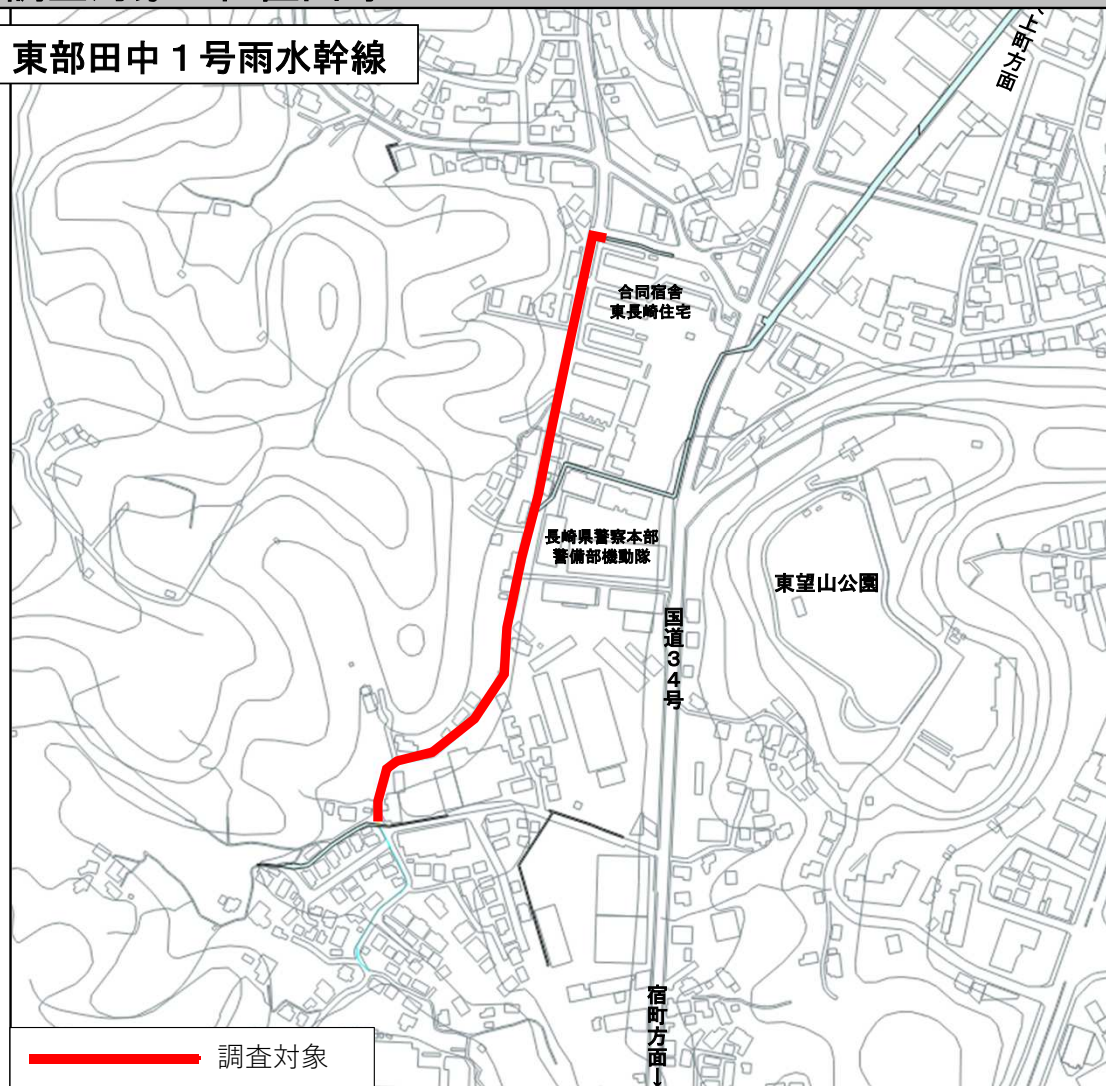 東部田中１号雨水幹線
上町方面
合同宿舎
東長崎住宅
長崎県警察本部
警備部機動隊
東望山公園
国道３４号
宿町方面↓
調査対象